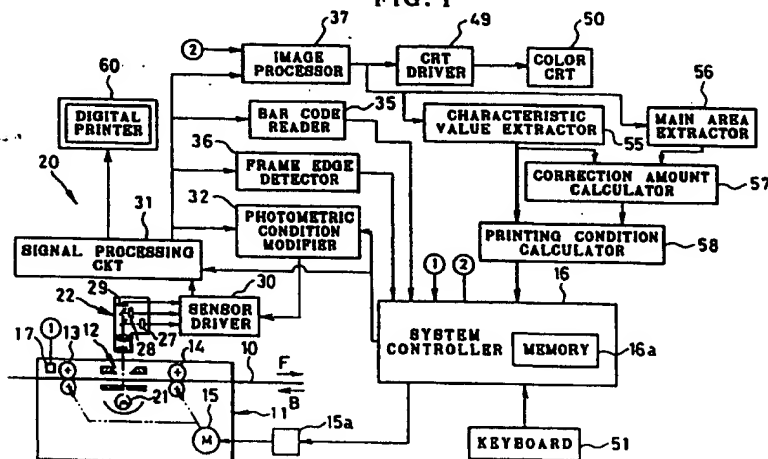 FIG. 1
37
49
50
2
IMAGE
PROCESSOR
CRT
DRIVER
COLOR
CRT
56
60
DIGITAL
PRINTER
35
BAR CODE
READER
CHARACTERISTIC
VALUE EXTRACTOR
55
MAIN AREA
EXTRACTOR
36
20
FRAME EDGE
DETECTOR
CORRECTION AMOUNT
CALCULATOR
57
31
32
SIGNAL PROCESSING
CKT
PHOTOMETRIC
CONDITION
MODIFIER
PRINTING CONDITION
CALCULATOR
58
29
22
30
1
2
16
SENSOR
DRIVER
27
28
SYSTEM
CONTROLLER
MEMORY
16a
17
1
13
12
14
10
F
B
21
15
11
M
15a
KEYBOARD
51